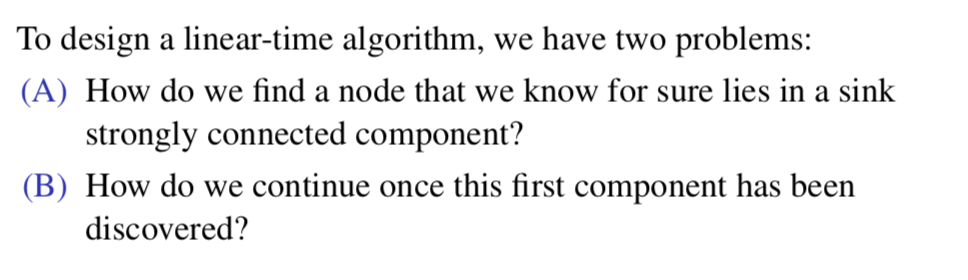 To design a linear-time algorithm, we have two problems:
(A) How do we find a node that we know for sure lies in a sink
strongly connected component?
(B) How do we continue once this first component has been
discovered?